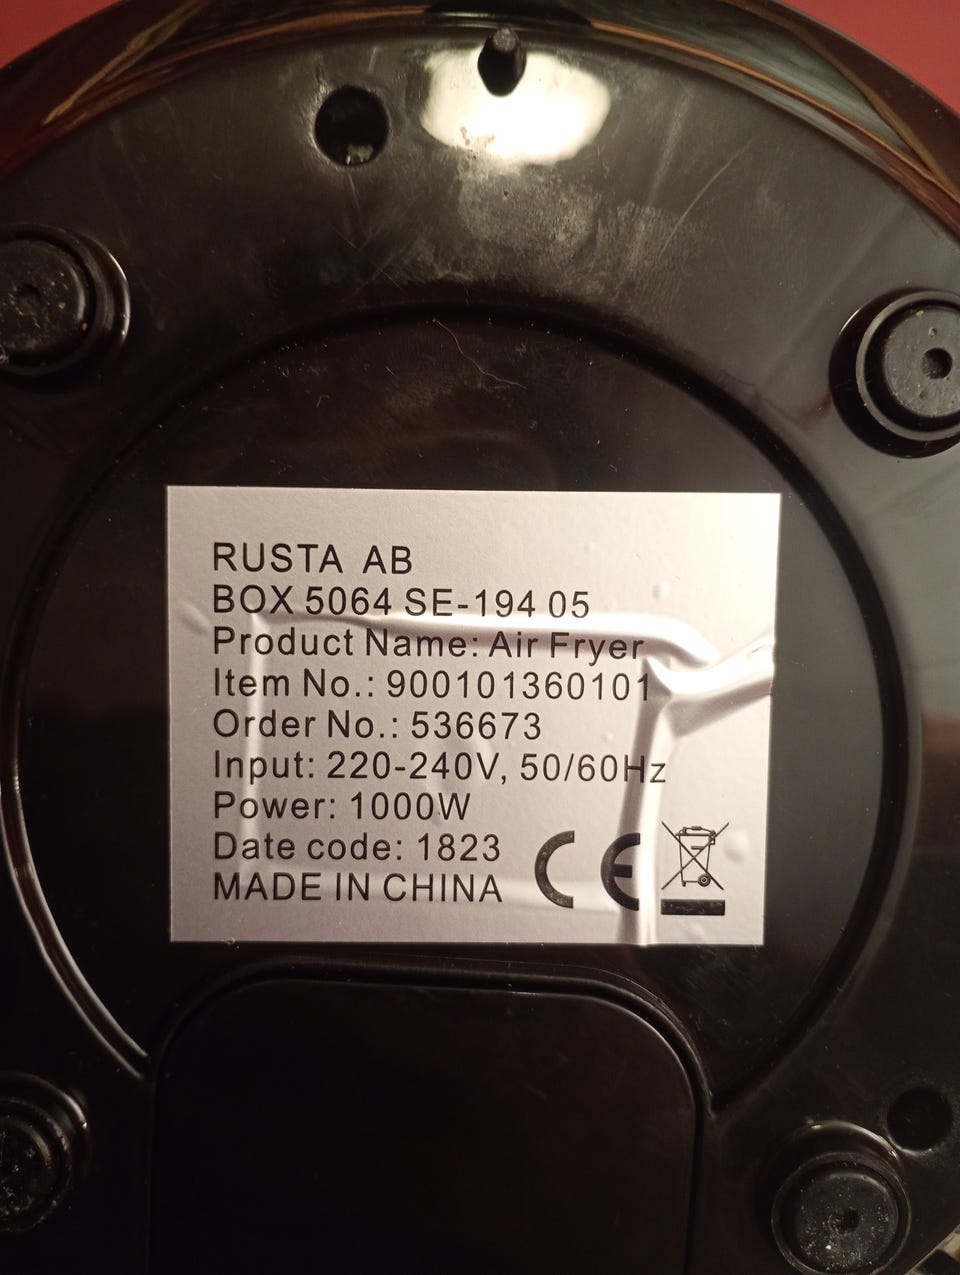 RUSTA AB
BOX 5064 SE-194 05
Product Name: Air Fryer
Item No.: 900101360101
Order No.: 536673
Input: 220-240V, 50/60Hz
Power: 1000W
Date code: 1823
MADE IN CHINA CE